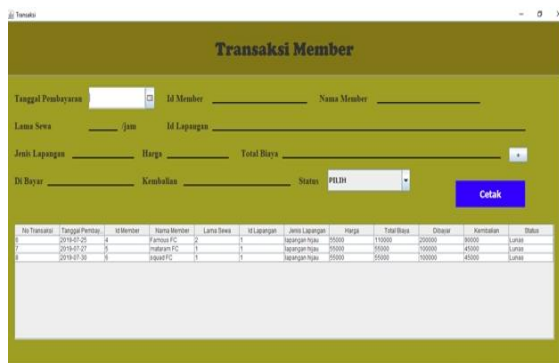 Transaksi
Transaksi Member
Tanggal Pembayaran Id Member Nama Member
Lama Sewa /jam Id Lapangan
Jenis Lapangan Harga Total Biaya +
Di Bayar Kembalian Status PILIH
Cetak
No Transaksi Tanggal Pembay... Id Member Nama Member Lama Sewa Id Lapangan Jenis Lapangan Harga Total Biaya Dibayar Kembalian Status
6 2019-07-25 4 Famous FC 2 1 lapangan hijau 55000 110000 200000 90000 Lunas
7 2019-07-27 5 mataram FC 1 1 lapangan hijau 55000 55000 100000 45000 Lunas
8 2019-07-30 6 squad FC 1 1 lapangan hijau 55000 55000 100000 45000 Lunas